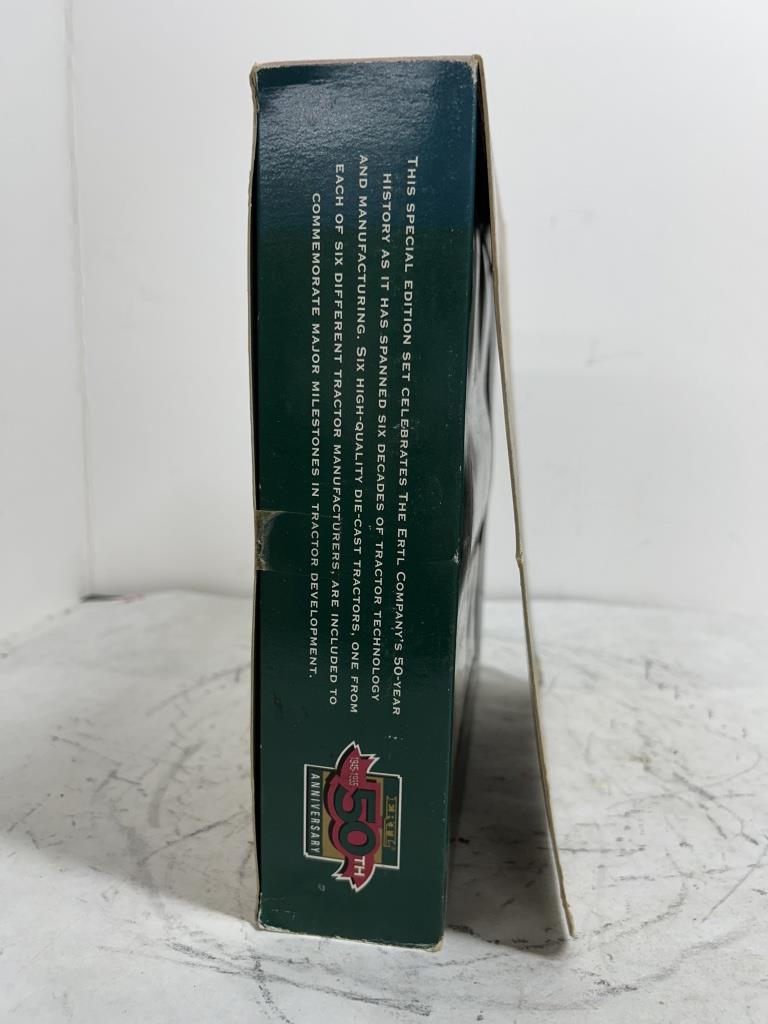 THIS SPECIAL EDITION SET CELEBRATES THE ERTL COMPANY'S 50-YEAR
HISTORY AS IT HAS SPANNED SIX DECADES OF TRACTOR TECHNOLOGY
AND MANUFACTURING. SIX HIGH-QUALITY DIE-CAST TRACTORS, ONE FROM
EACH OF SIX DIFFERENT TRACTOR MANUFACTURERS, ARE INCLUDED TO
COMMEMORATE MAJOR MILESTONES IN TRACTOR DEVELOPMENT.
ERTL
1945-1995
50TH
ANNIVERSARY